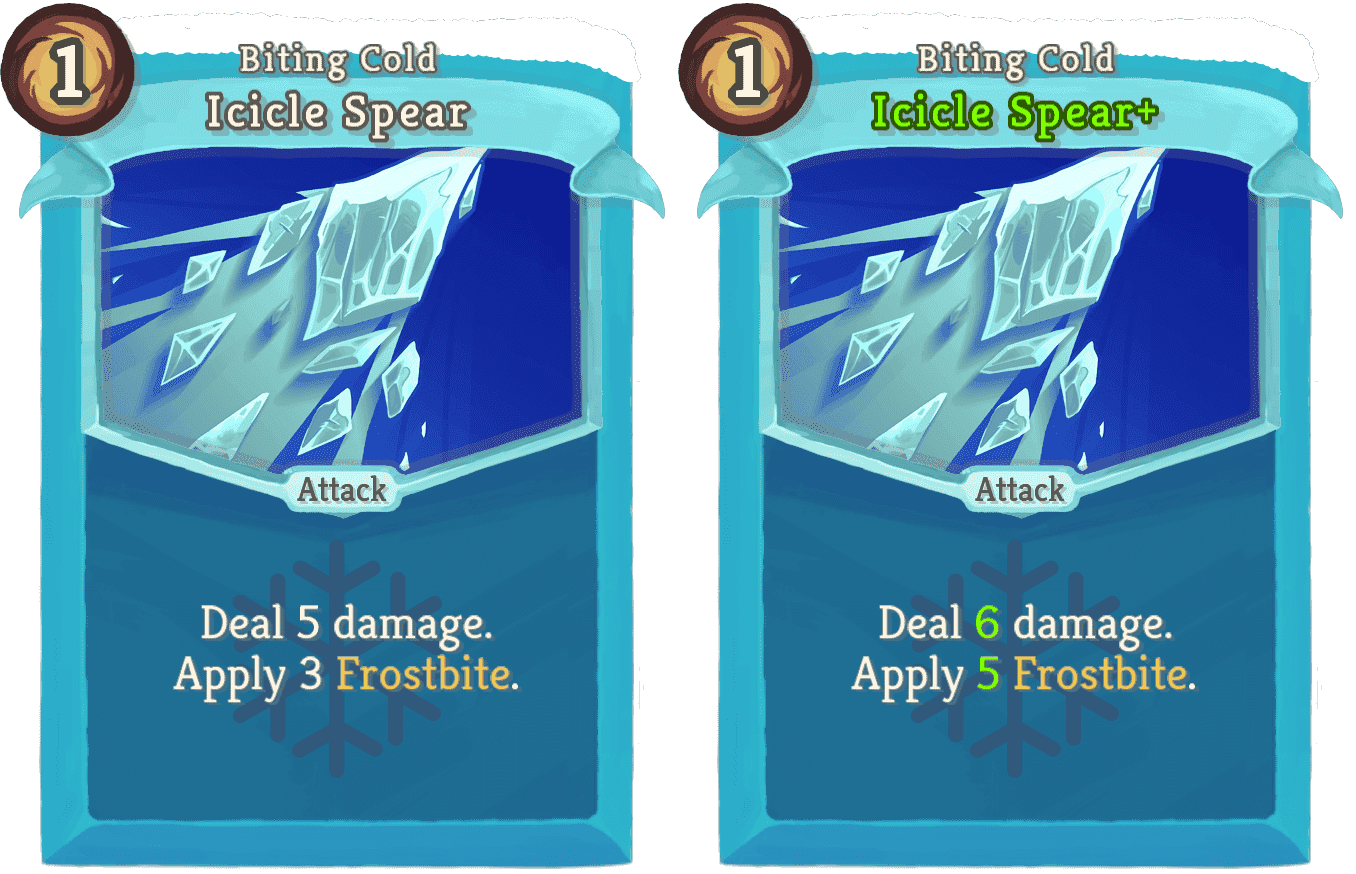 1
Biting Cold
Icicle Spear
Attack
Deal 5 damage.
Apply 3 Frostbite.
1
Biting Cold
Icicle Spear+
Attack
Deal 6 damage.
Apply 5 Frostbite.